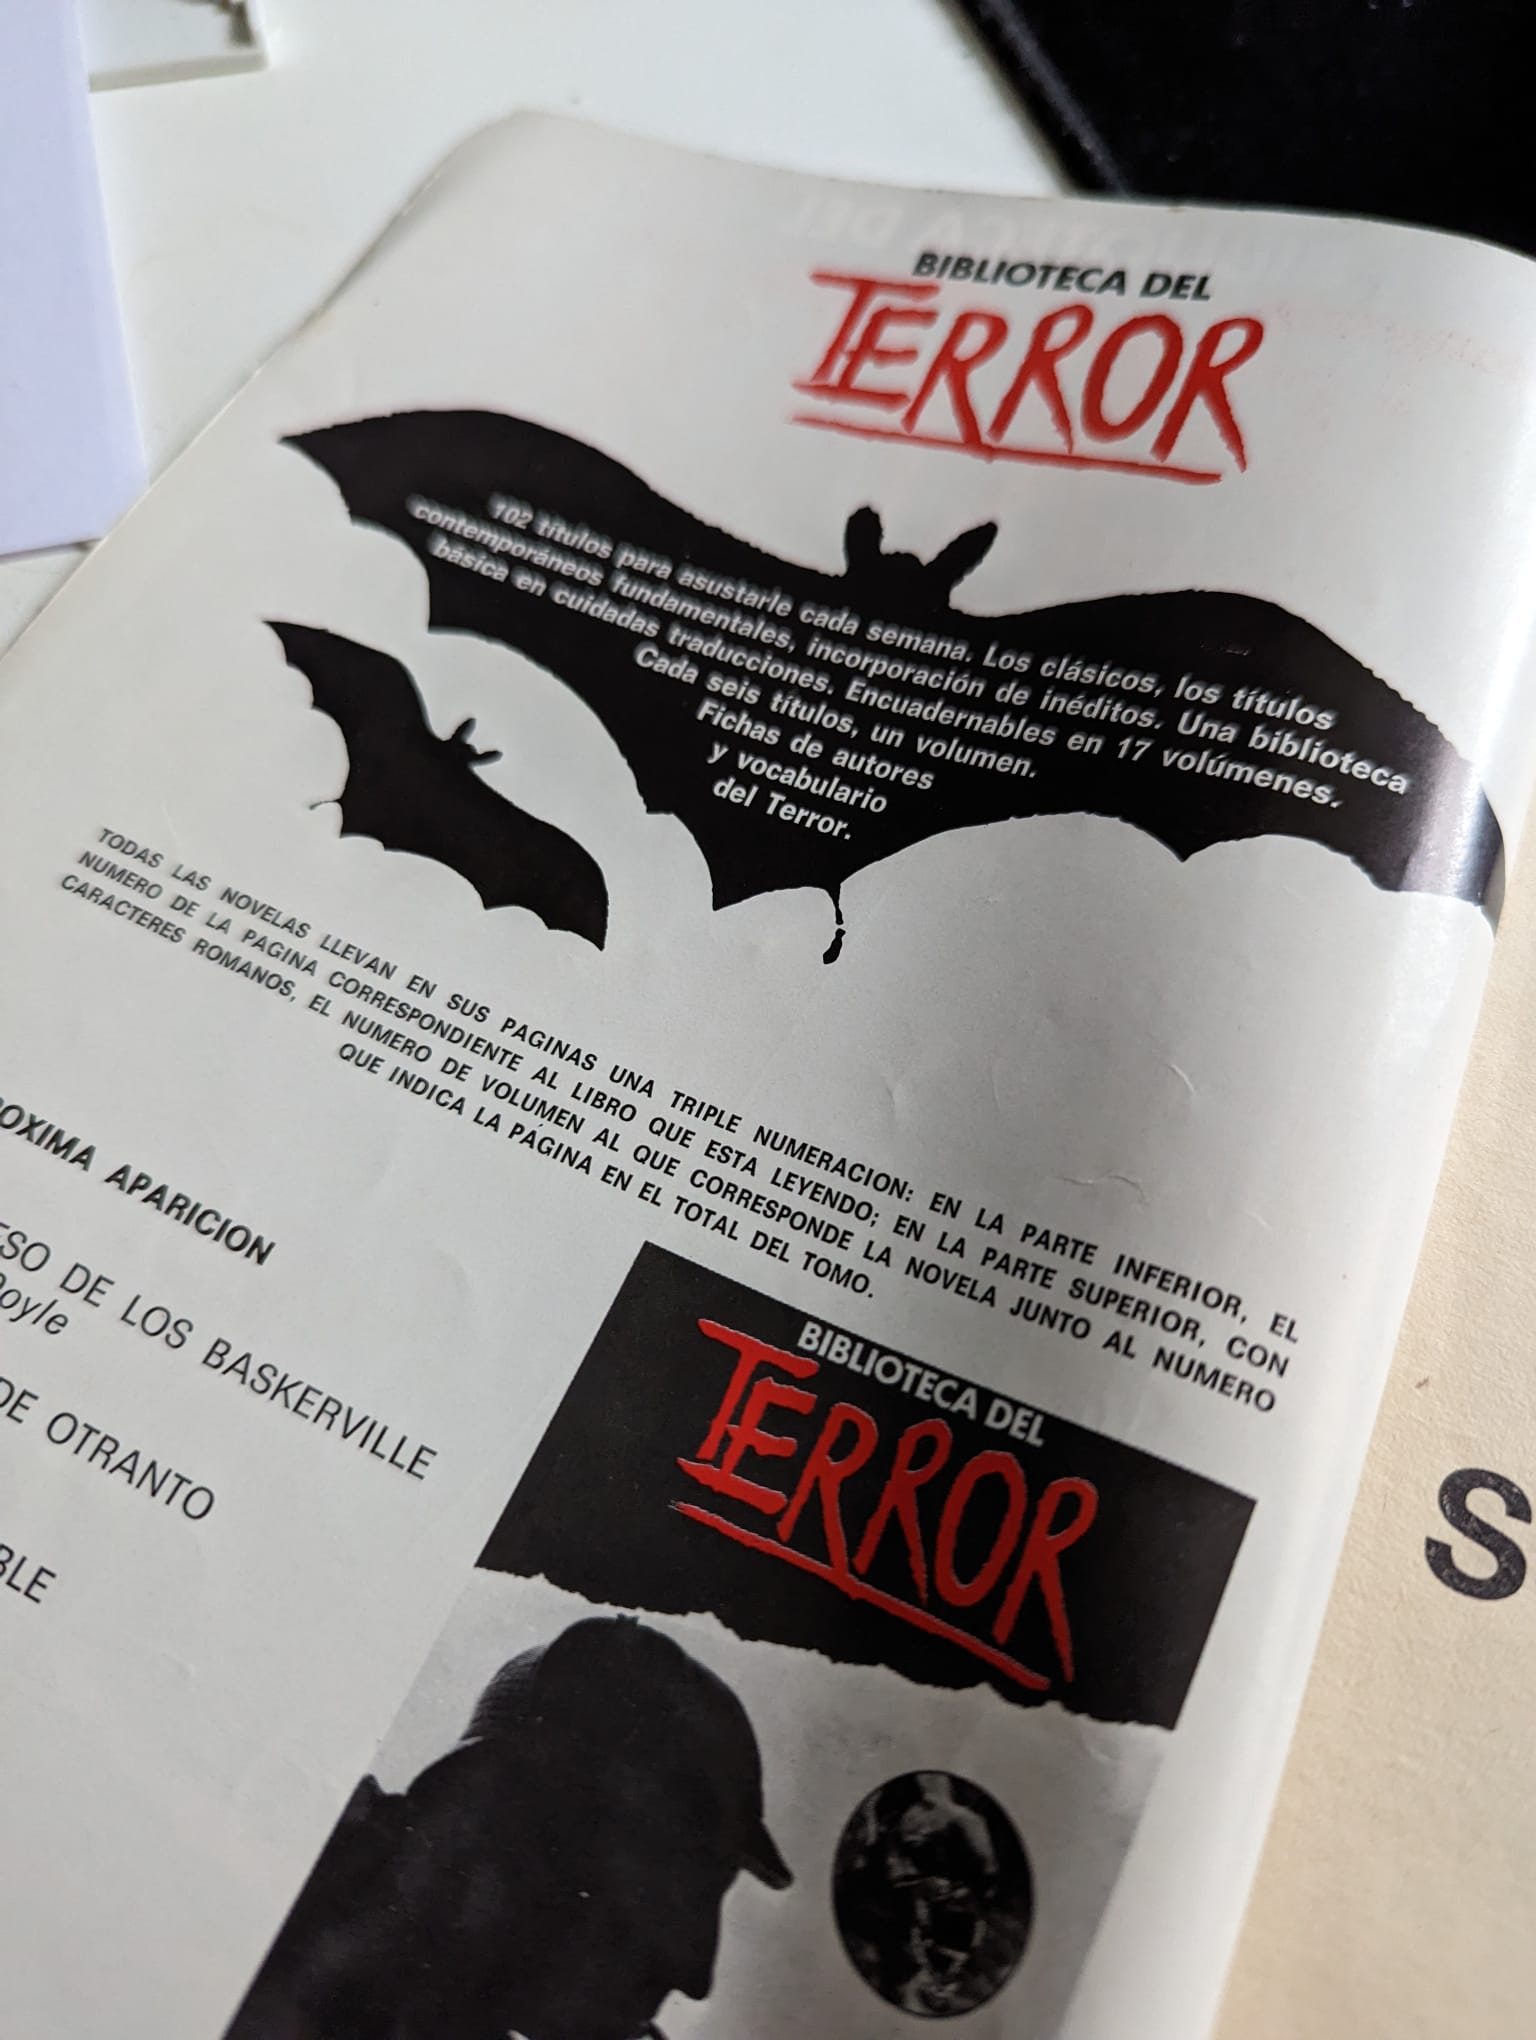 BIBLIOTECA DEL
TERROR
102 títulos para asustarle cada semana. Los clásicos, los títulos
contemporáneos fundamentales, incorporación de inéditos. Una biblioteca
básica en cuidadas traducciones. Encuadernables en 17 volúmenes.
Cada seis títulos, un volumen.
Fichas de autores
y vocabulario
del Terror.
TODAS LAS NOVELAS LLEVAN EN SUS PAGINAS UNA TRIPLE NUMERACION: EN LA PARTE INFERIOR, EL
NUMERO DE LA PAGINA CORRESPONDIENTE AL LIBRO QUE ESTA LEYENDO; EN LA PARTE SUPERIOR, CON
CARACTERES ROMANOS, EL NUMERO DE VOLUMEN AL QUE CORRESPONDE LA NOVELA JUNTO AL NUMERO
QUE INDICA LA PÁGINA EN EL TOTAL DEL TOMO.
OXIMA APARICION
ESO DE LOS BASKERVILLE
Doyle
DE OTRANTO
BLE
BIBLIOTECA DEL
TERROR
S